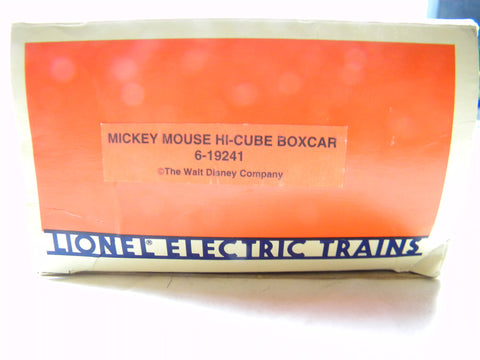 MICKEY MOUSE HI-CUBE BOXCAR
6-19241
©The Walt Disney Company
LIONEL® ELECTRIC TRAINS